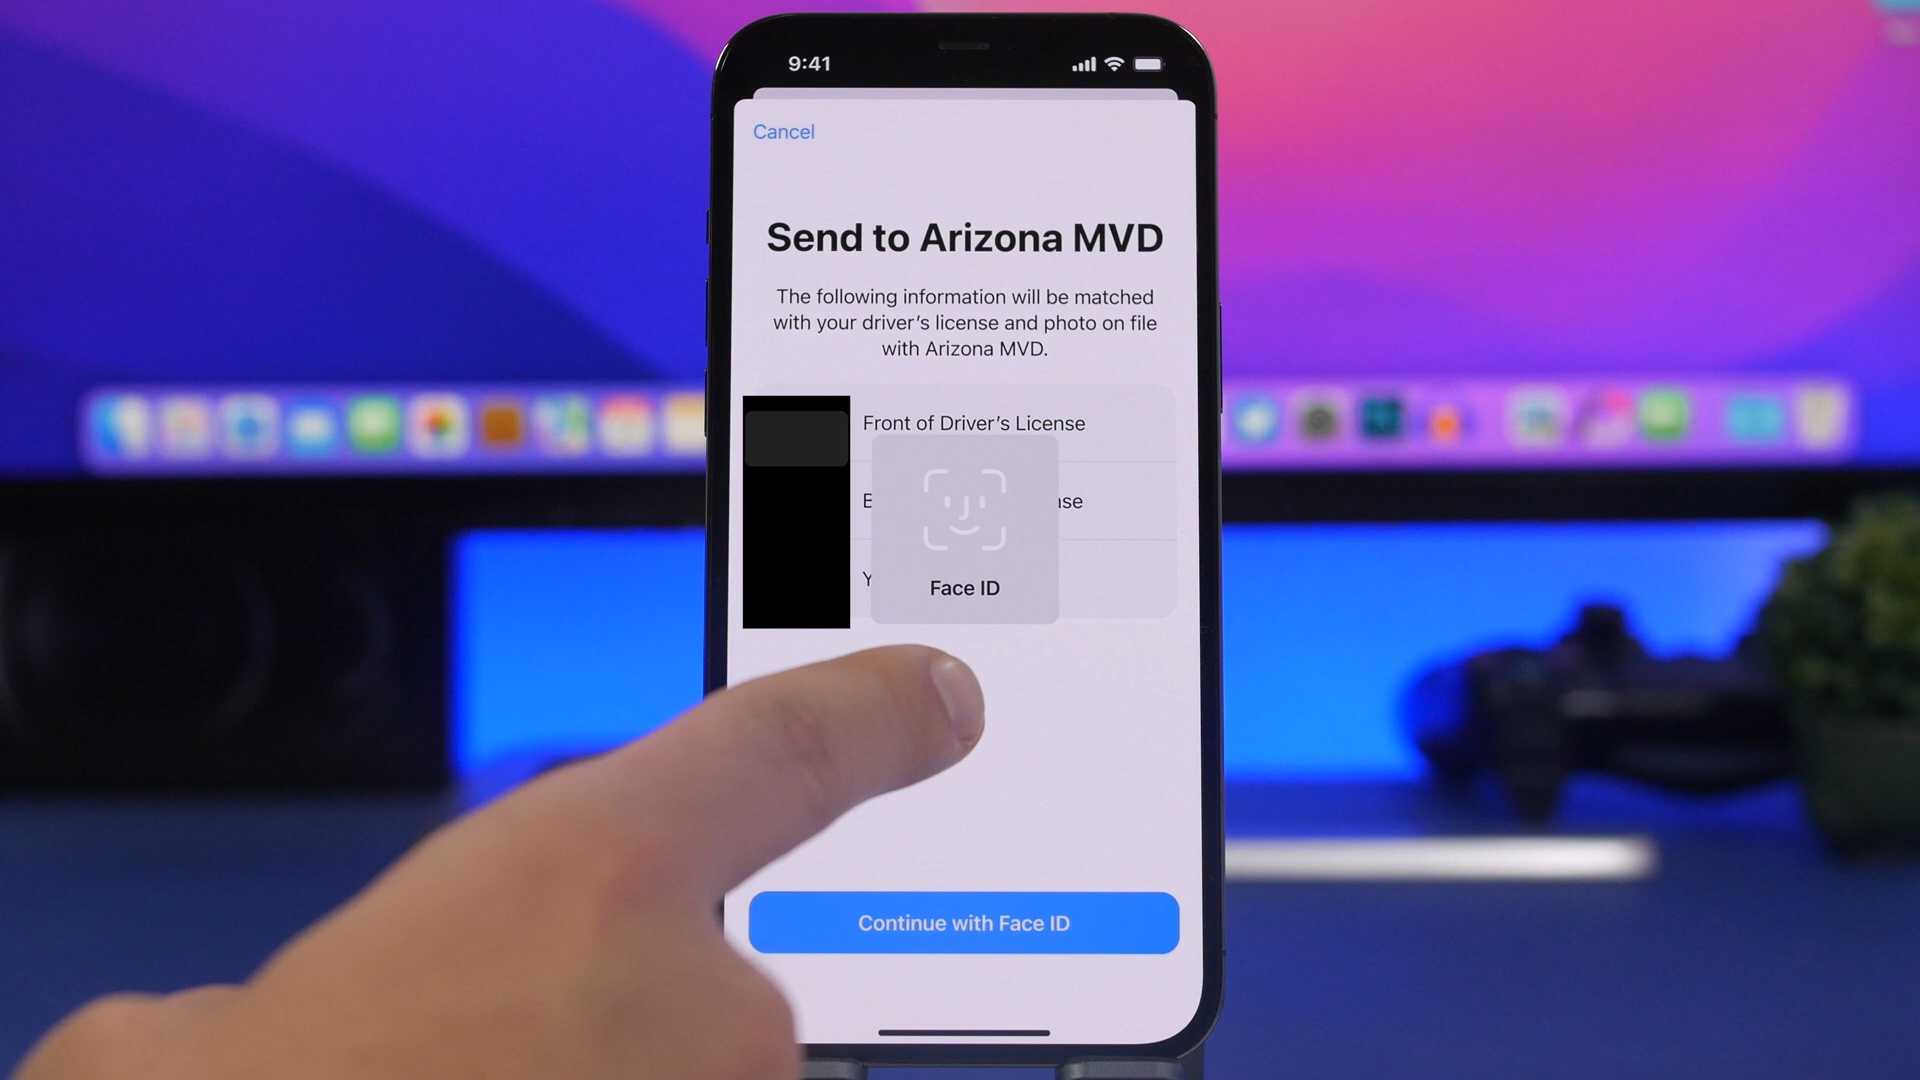 9:41
Cancel
Send to Arizona MVD
The following information will be matched
with your driver's license and photo on file
with Arizona MVD.
Front of Driver's License
Face ID
Continue with Face ID